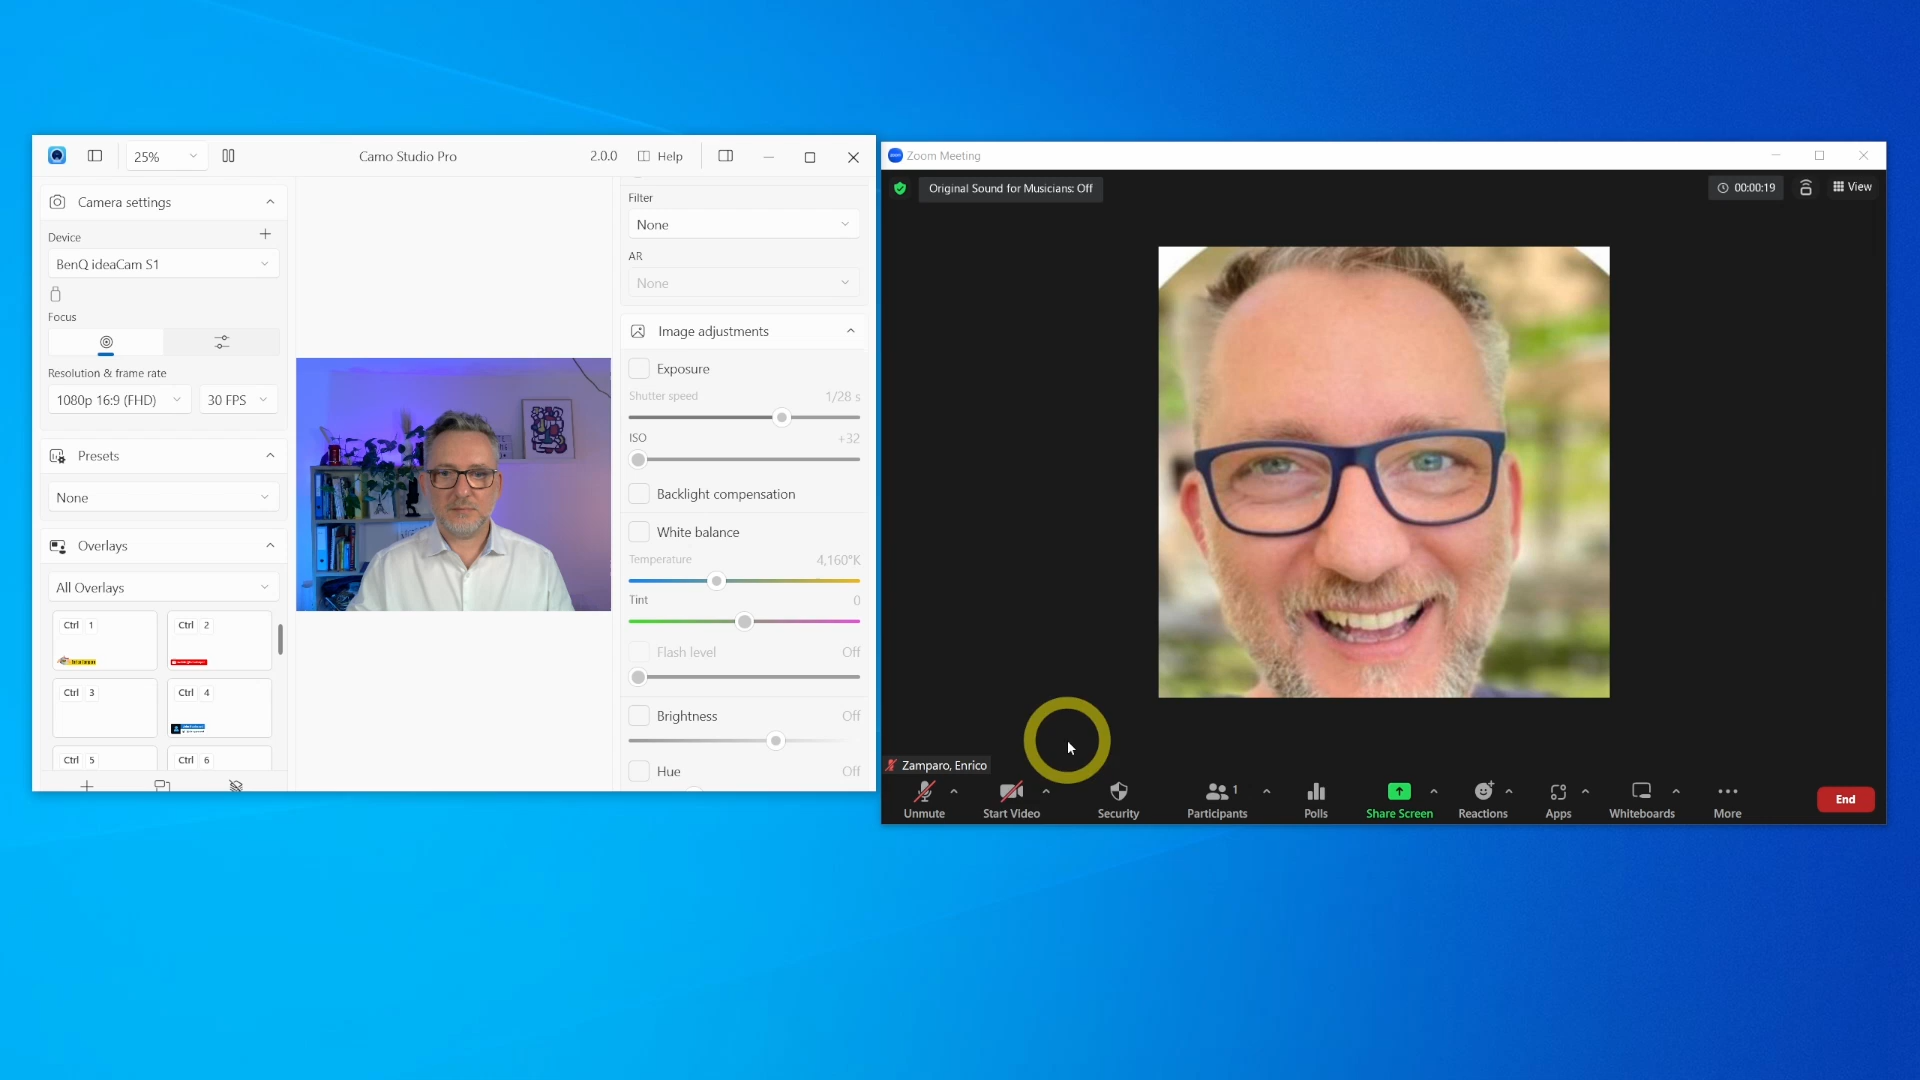 25%
Camo Studio Pro
2.0.0
Help
Camera settings
Device
BenQ ideaCam S1
Focus
Resolution & frame rate
1080p 16:9 (FHD)
30 FPS
Presets
None
Overlays
All Overlays
Ctrl 1
Ctrl 2
Ctrl 3
Ctrl 4
Ctrl 5
Ctrl 6
Filter
None
AR
None
Image adjustments
Exposure
Shutter speed 1/28 s
ISO +32
Backlight compensation
White balance
Temperature 4,160°K
Tint 0
Flash level Off
Brightness Off
Hue Off
Zoom Meeting
Original Sound for Musicians: Off
00:00:19
View
Zamparo, Enrico
Unmute
Start Video
Security
1
Participants
Polls
Share Screen
Reactions
Apps
Whiteboards
More
End